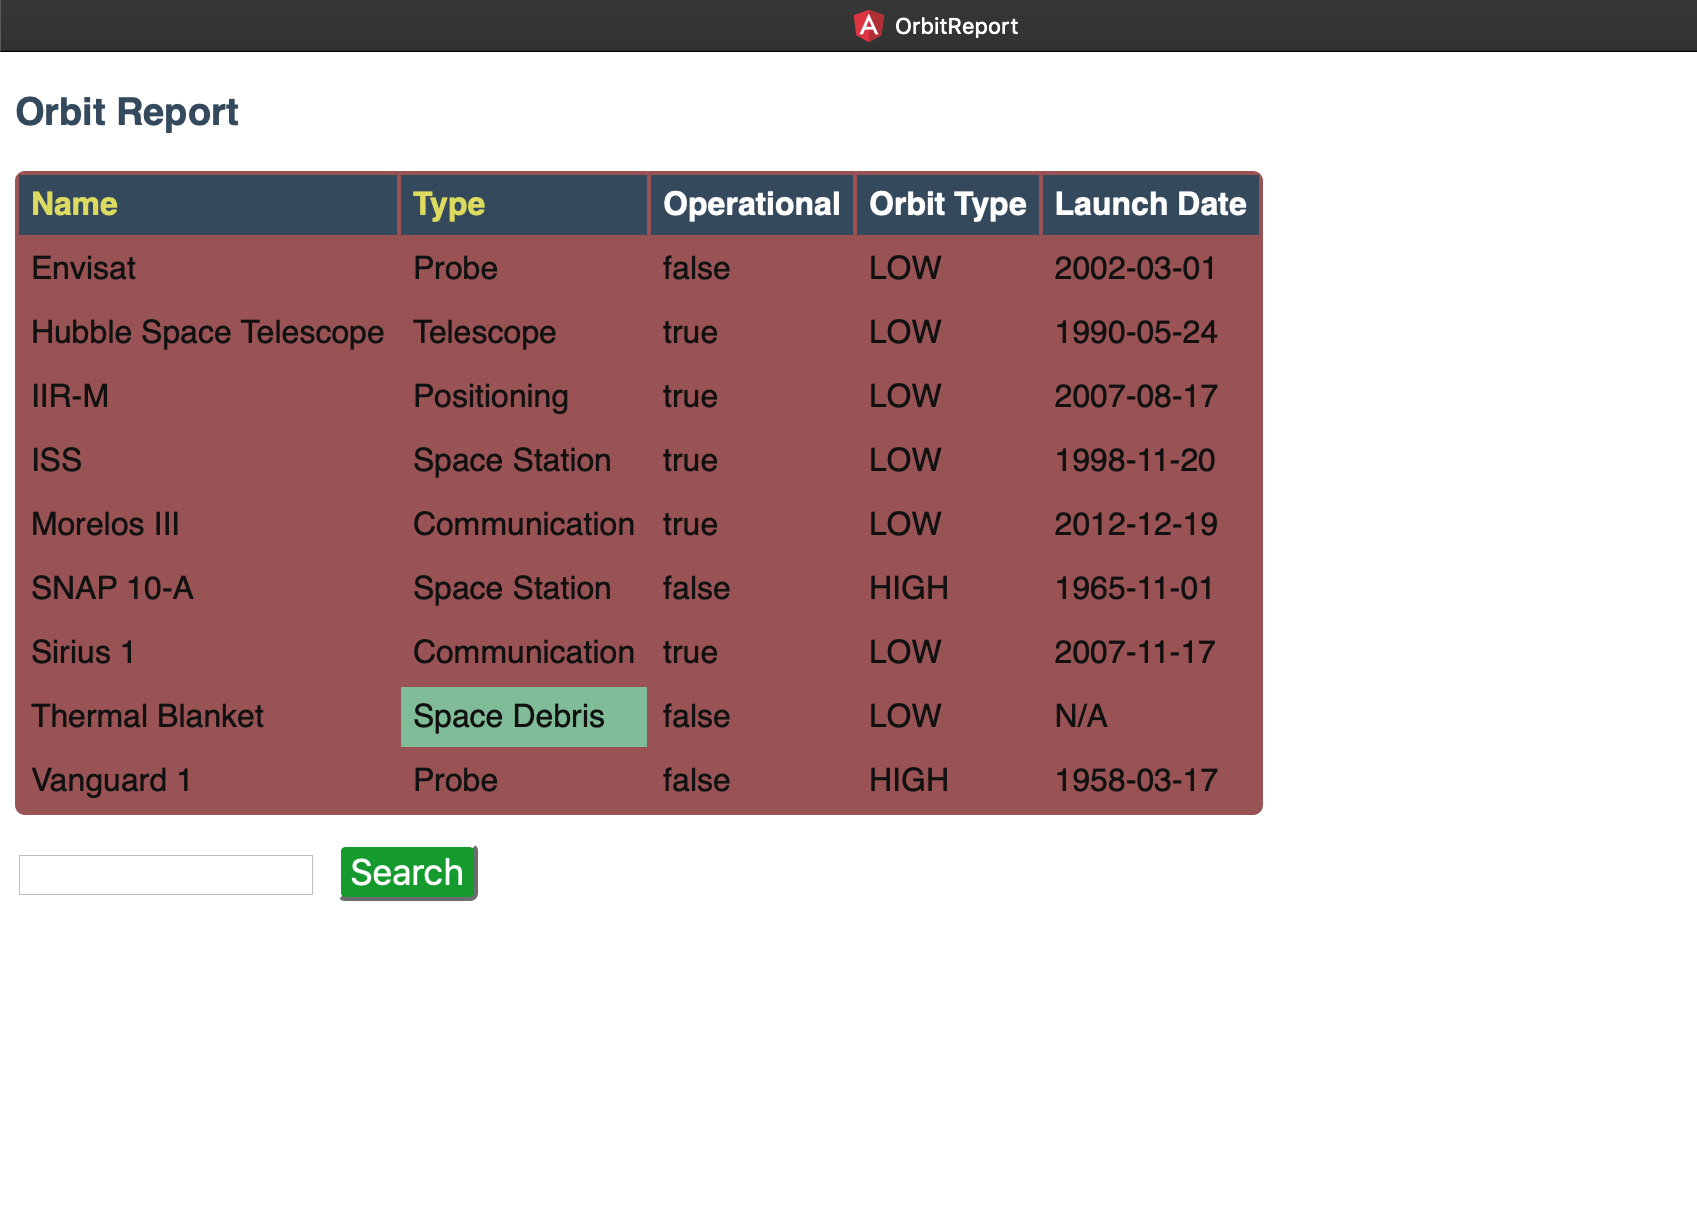 OrbitReport
Orbit Report
Name Type Operational Orbit Type Launch Date
Envisat Probe false LOW 2002-03-01
Hubble Space Telescope Telescope true LOW 1990-05-24
IIR-M Positioning true LOW 2007-08-17
ISS Space Station true LOW 1998-11-20
Morelos III Communication true LOW 2012-12-19
SNAP 10-A Space Station false HIGH 1965-11-01
Sirius 1 Communication true LOW 2007-11-17
Thermal Blanket Space Debris false LOW N/A
Vanguard 1 Probe false HIGH 1958-03-17
Search